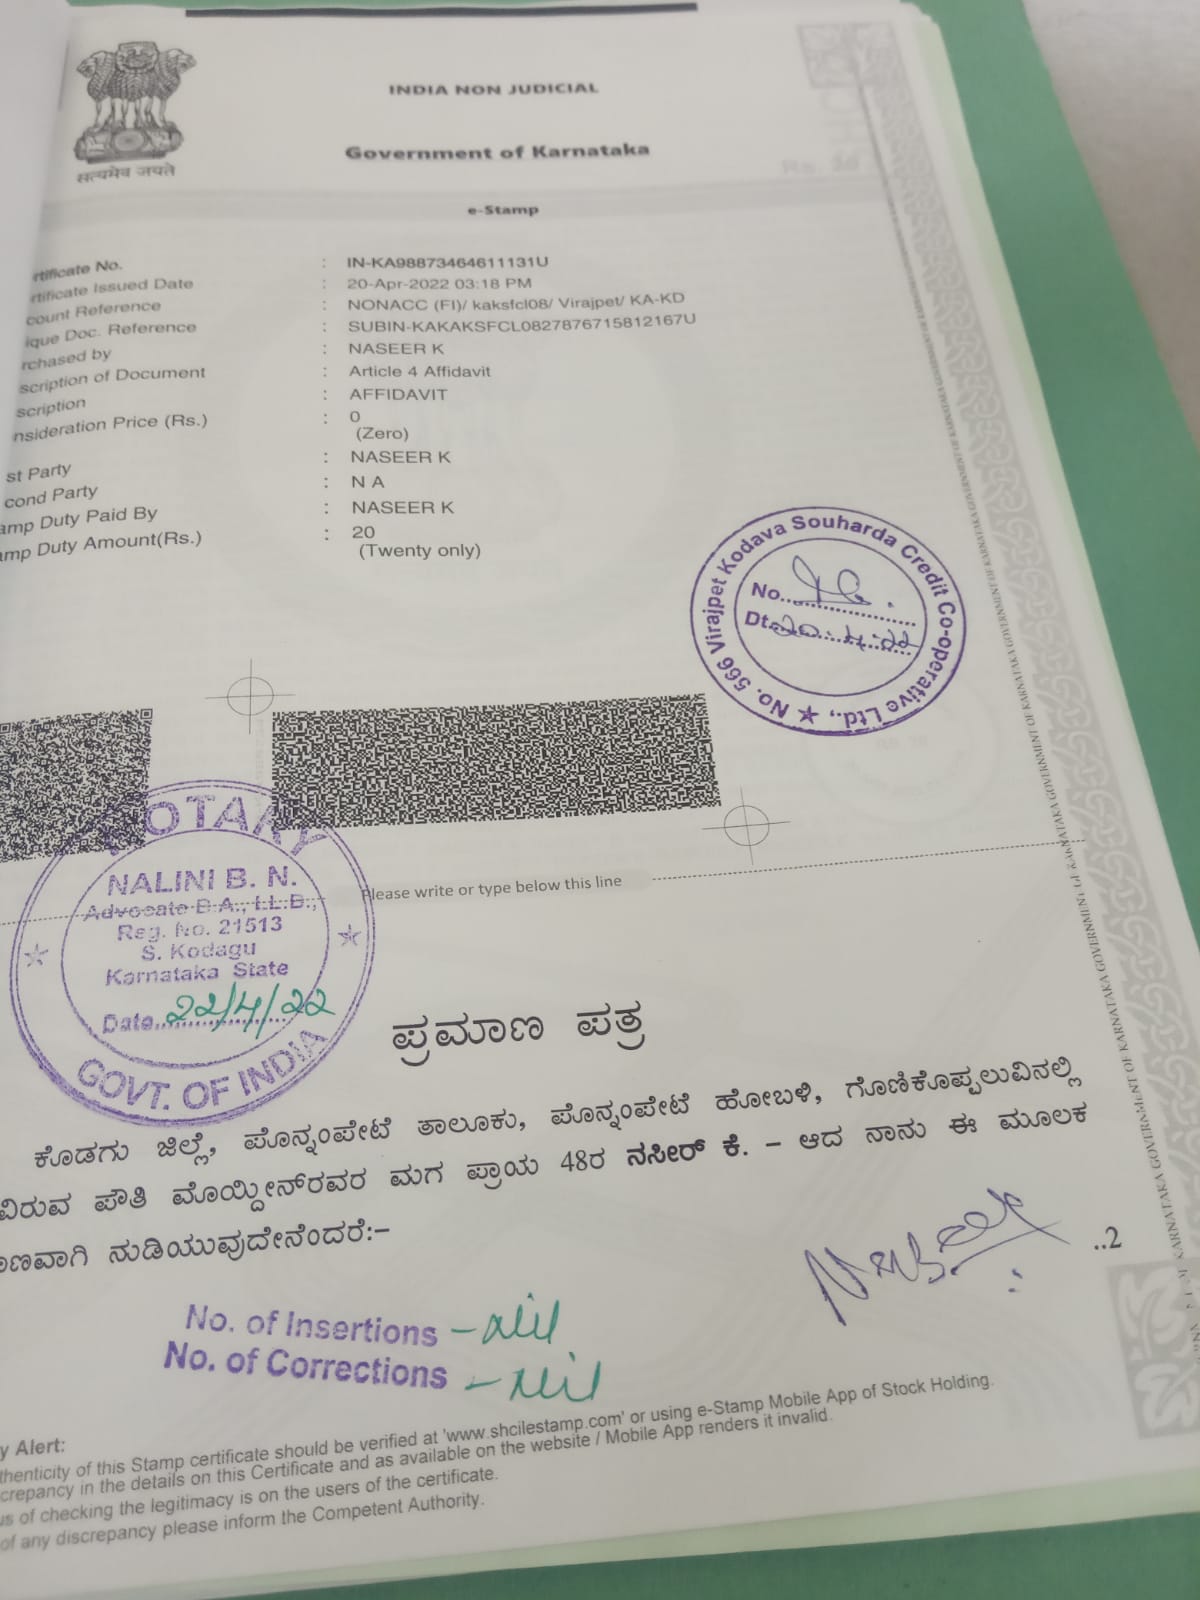 सत्यमेव जयते
INDIA NON JUDICIAL
Government of Karnataka
e-Stamp
rtificate No. : IN-KA98873464611131U
rtificate Issued Date : 20-Apr-2022 03:18 PM
count Reference : NONACC (FI)/ kaksfcl08/ Virajpet/ KA-KD
ique Doc. Reference : SUBIN-KAKAKSFCL0827876715812167U
rchased by : NASEER K
scription of Document : Article 4 Affidavit
scription : AFFIDAVIT
nsideration Price (Rs.) : 0
(Zero)
st Party : NASEER K
cond Party : N A
amp Duty Paid By : NASEER K
amp Duty Amount(Rs.) : 20
(Twenty only)
No. 566 Virajpet Kodava Souharda Credit Co-operative Ltd.,
No.
Dt. 20.4.22
NOTARY
NALINI B. N.
Advocate B.A., LL.B.,
Reg. No. 21513
S. Kodagu
Karnataka State
Date 22/4/22
GOVT. OF INDIA
Please write or type below this line
ಪ್ರಮಾಣ ಪತ್ರ
ಕೊಡಗು ಜಿಲ್ಲೆ, ಪೊನ್ನಂಪೇಟೆ ತಾಲೂಕು, ಪೊನ್ನಂಪೇಟೆ ಹೋಬಳಿ, ಗೊಣಿಕೊಪ್ಪಲುವಿನಲ್ಲಿ
ವಿರುವ ಪೌತಿ ಮೊಯ್ದೀನ್‌ರವರ ಮಗ ಪ್ರಾಯ 48ರ ನಸೀರ್ ಕೆ. – ಆದ ನಾನು ಈ ಮೂಲಕ
ಾಣವಾಗಿ ನುಡಿಯುವುದೇನೆಂದರೆ:–
..2
No. of Insertions – nil
No. of Corrections – nil
y Alert:
thenticity of this Stamp certificate should be verified at 'www.shcilestamp.com' or using e-Stamp Mobile App of Stock Holding.
crepancy in the details on this Certificate and as available on the website / Mobile App renders it invalid.
us of checking the legitimacy is on the users of the certificate.
of any discrepancy please inform the Competent Authority.